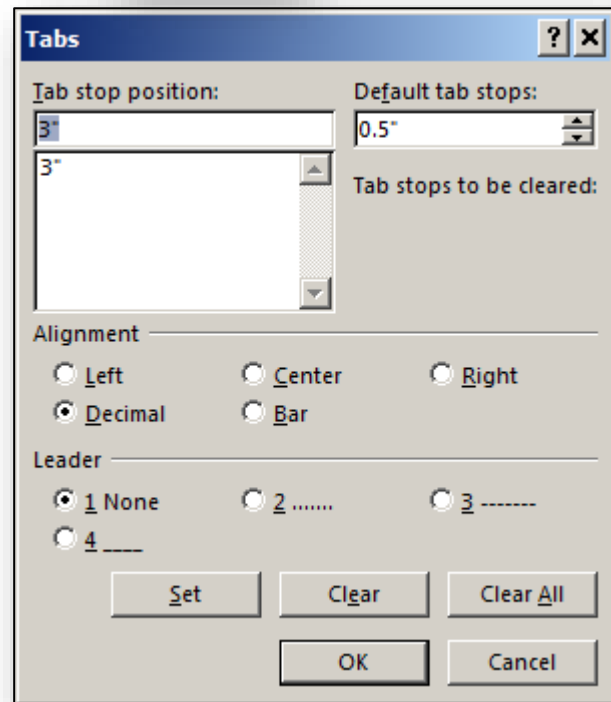 Tabs
Tab stop position:
Default tab stops:
3"
0.5"
3"
Tab stops to be cleared:
Alignment
Left
Center
Right
Decimal
Bar
Leader
1 None
2 .......
3 -------
4 ____
Set
Clear
Clear All
OK
Cancel